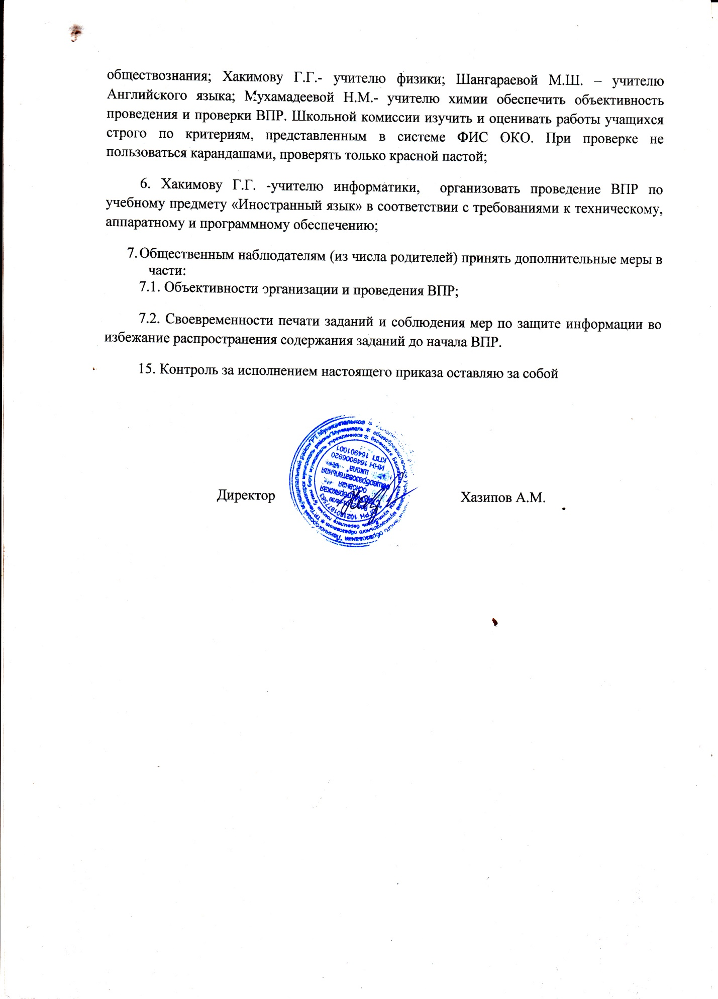 обществознания; Хакимову Г.Г.- учителю физики; Шангараевой М.Ш. – учителю
Английского языка; Мухамадеевой Н.М.- учителю химии обеспечить объективность
проведения и проверки ВПР. Школьной комиссии изучить и оценивать работы учащихся
строго по критериям, представленным в системе ФИС ОКО. При проверке не
пользоваться карандашами, проверять только красной пастой;
6. Хакимову Г.Г. -учителю информатики, организовать проведение ВПР по
учебному предмету «Иностранный язык» в соответствии с требованиями к техническому,
аппаратному и программному обеспечению;
7. Общественным наблюдателям (из числа родителей) принять дополнительные меры в
части:
7.1. Объективности организации и проведения ВПР;
7.2. Своевременности печати заданий и соблюдения мер по защите информации во
избежание распространения содержания заданий до начала ВПР.
15. Контроль за исполнением настоящего приказа оставляю за собой
Директор
Хазипов А.М.
ОГРН 1021601977583
основная
общеобразовательная
школа"
ИНН 1649006920
КПП 164901001